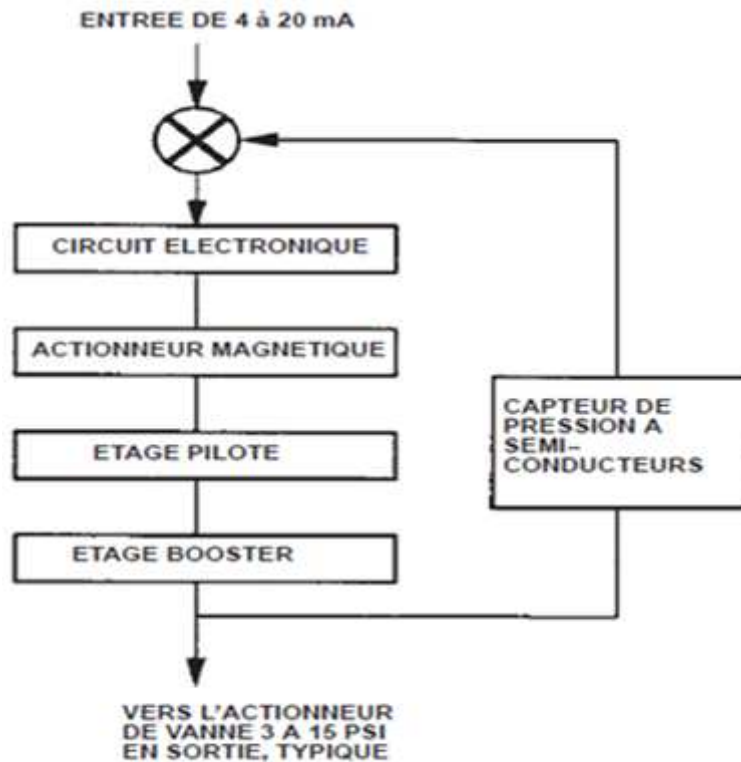 ENTREE DE 4 à 20 mA
CIRCUIT ELECTRONIQUE
ACTIONNEUR MAGNETIQUE
ETAGE PILOTE
ETAGE BOOSTER
CAPTEUR DE
PRESSION A
SEMI-
CONDUCTEURS
VERS L'ACTIONNEUR
DE VANNE 3 A 15 PSI
EN SORTIE, TYPIQUE